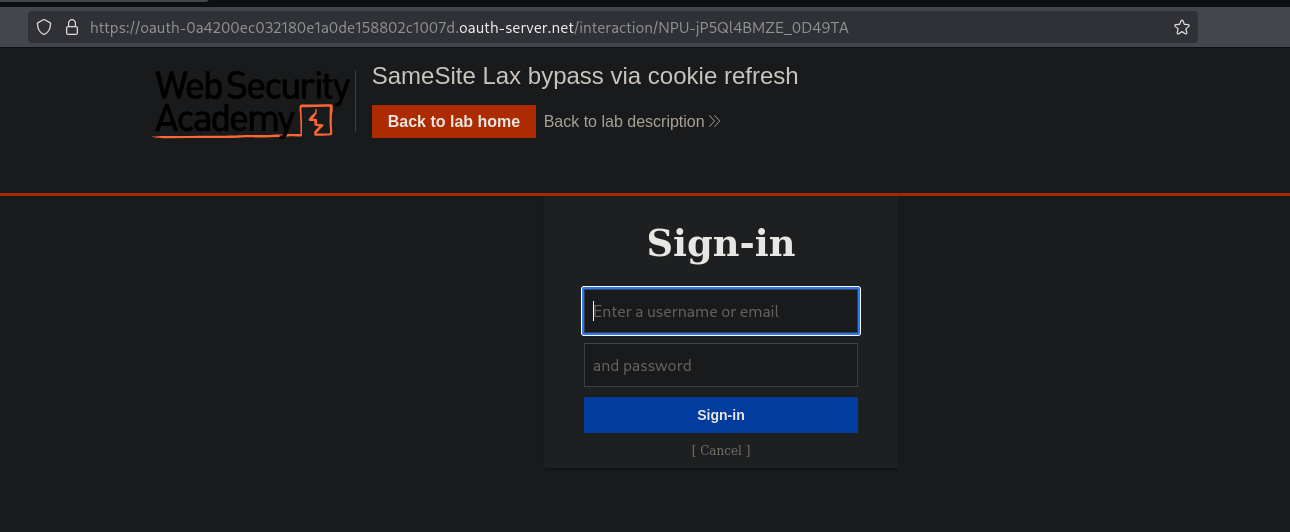 https://oauth-0a4200ec032180e1a0de158802c1007d.oauth-server.net/interaction/NPU-jP5Ql4BMZE_0D49TA
Web Security
Academy
SameSite Lax bypass via cookie refresh
Back to lab home
Back to lab description
Sign-in
Enter a username or email
and password
Sign-in
[ Cancel ]